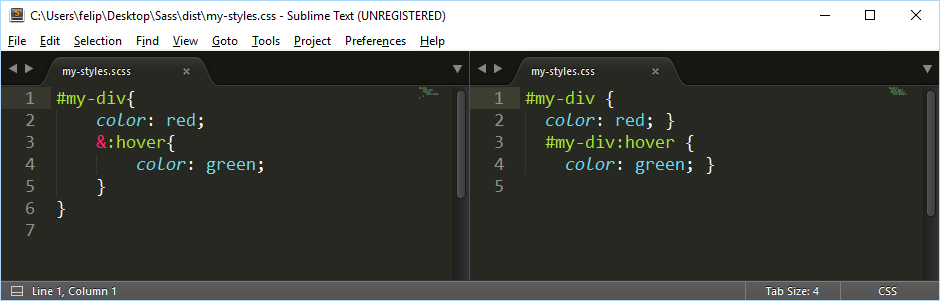 C:\Users\felip\Desktop\Sass\dist\my-styles.css - Sublime Text (UNREGISTERED)
File Edit Selection Find View Goto Tools Project Preferences Help
my-styles.scss ×
1 #my-div{
2 color: red;
3 &:hover{
4 color: green;
5 }
6 }
7
my-styles.css ×
1 #my-div {
2 color: red; }
3 #my-div:hover {
4 color: green; }
5
Line 1, Column 1 Tab Size: 4 CSS